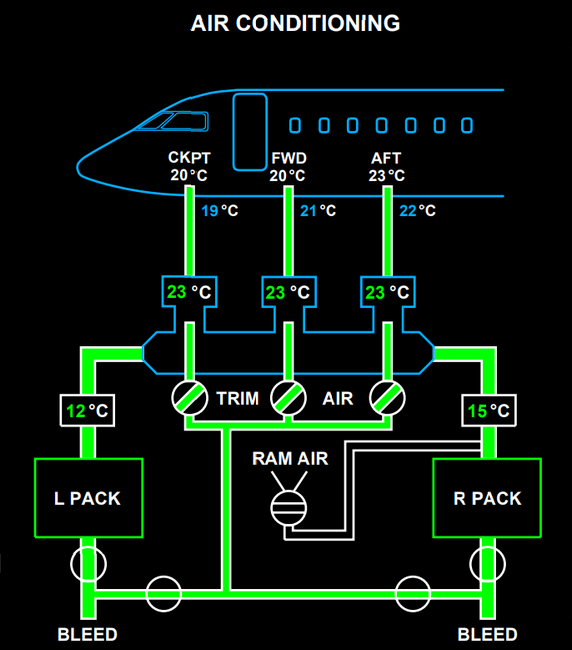 AIR CONDITIONING
CKPT FWD AFT
20°C 20°C 23°C
19°C 21°C 22°C
23°C 23°C 23°C
TRIM AIR
12°C 15°C
RAM AIR
L PACK R PACK
BLEED BLEED